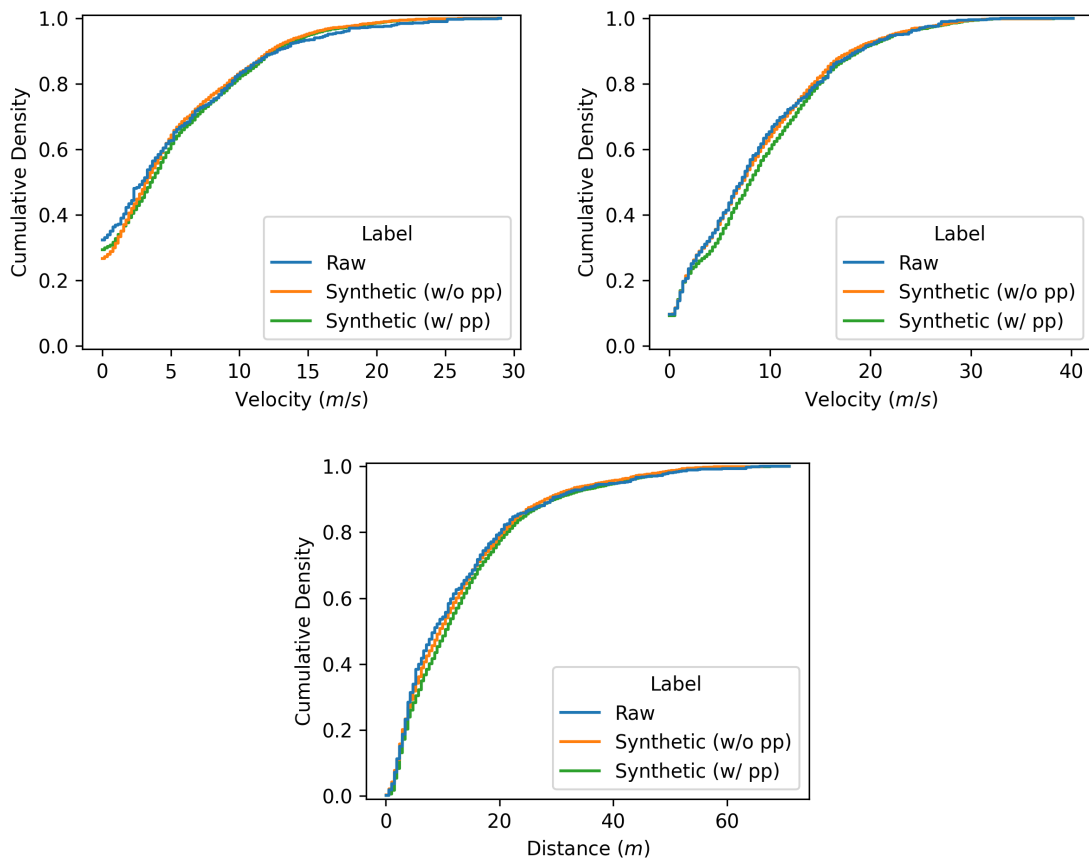 1.0
0.8
0.6
0.4
0.2
0.0
Cumulative Density
Label
Raw
Synthetic (w/o pp)
Synthetic (w/ pp)
0 5 10 15 20 25 30
Velocity (m/s)
1.0
0.8
0.6
0.4
0.2
0.0
Cumulative Density
Label
Raw
Synthetic (w/o pp)
Synthetic (w/ pp)
0 10 20 30 40
Velocity (m/s)
1.0
0.8
0.6
0.4
0.2
0.0
Cumulative Density
Label
Raw
Synthetic (w/o pp)
Synthetic (w/ pp)
0 20 40 60
Distance (m)